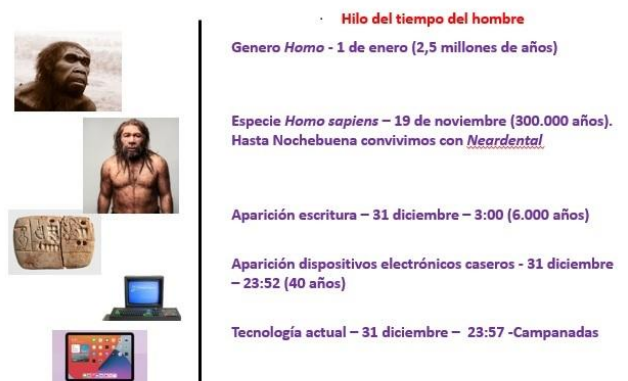 · Hilo del tiempo del hombre
Genero Homo - 1 de enero (2,5 millones de años)
Especie Homo sapiens – 19 de noviembre (300.000 años).
Hasta Nochebuena convivimos con Neardental
Aparición escritura – 31 diciembre – 3:00 (6.000 años)
Aparición dispositivos electrónicos caseros - 31 diciembre
– 23:52 (40 años)
Tecnología actual – 31 diciembre – 23:57 -Campanadas